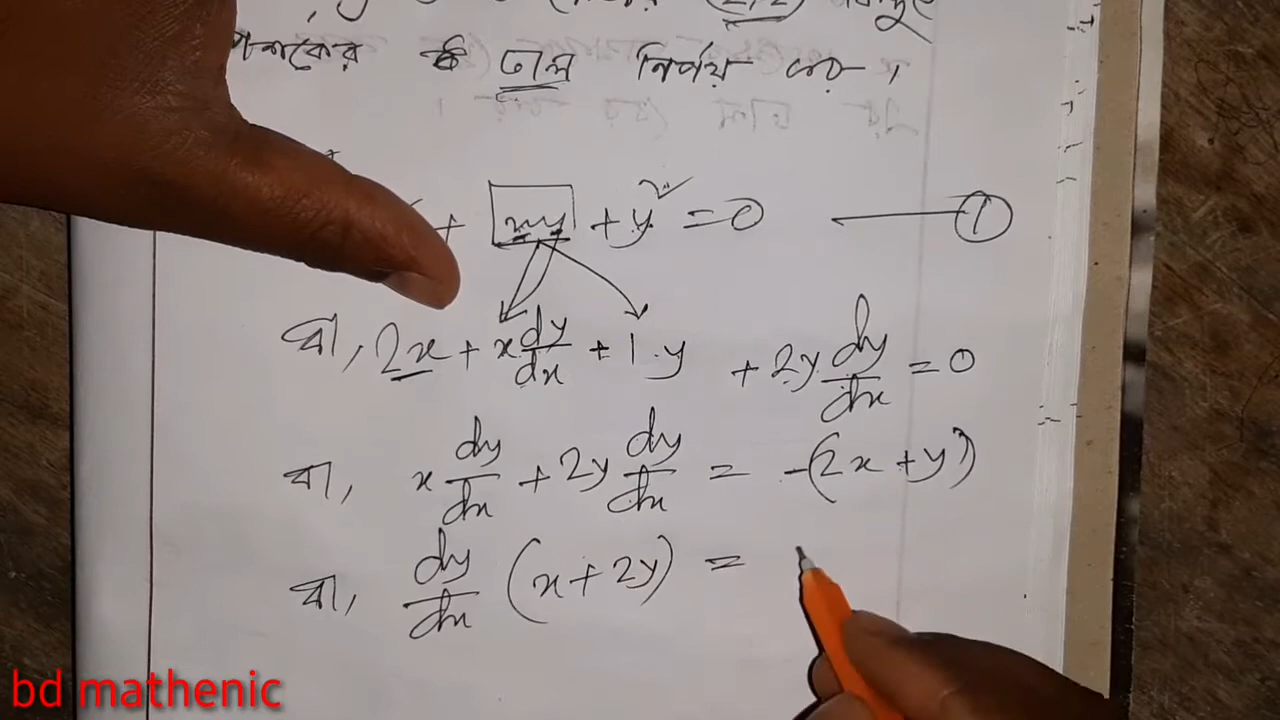 স্পর্শকের ঢাল নির্ণয় কর।
+ xy + y² = 0 ——— ①
বা, 2x + x dy/dx + 1.y + 2y dy/dx = 0
বা, x dy/dx + 2y dy/dx = -(2x + y)
বা, dy/dx (x + 2y) =
bd mathenic